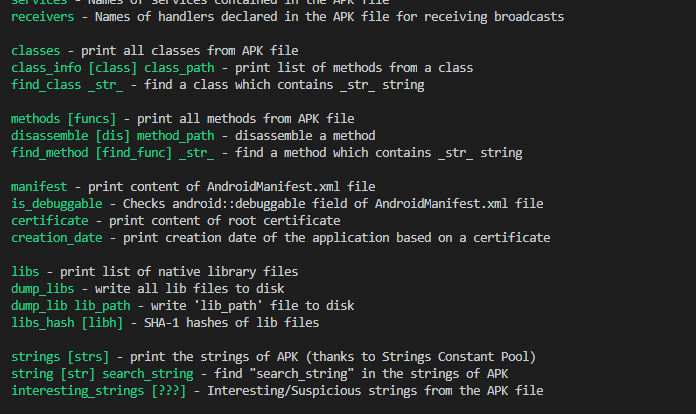 services - Names of services contained in the APK file
receivers - Names of handlers declared in the APK file for receiving broadcasts
classes - print all classes from APK file
class_info [class] class_path - print list of methods from a class
find_class _str_ - find a class which contains _str_ string
methods [funcs] - print all methods from APK file
disassemble [dis] method_path - disassemble a method
find_method [find_func] _str_ - find a method which contains _str_ string
manifest - print content of AndroidManifest.xml file
is_debuggable - Checks android::debuggable field of AndroidManifest.xml file
certificate - print content of root certificate
creation_date - print creation date of the application based on a certificate
libs - print list of native library files
dump_libs - write all lib files to disk
dump_lib lib_path - write 'lib_path' file to disk
libs_hash [libh] - SHA-1 hashes of lib files
strings [strs] - print the strings of APK (thanks to Strings Constant Pool)
string [str] search_string - find "search_string" in the strings of APK
interesting_strings [???] - Interesting/Suspicious strings from the APK file